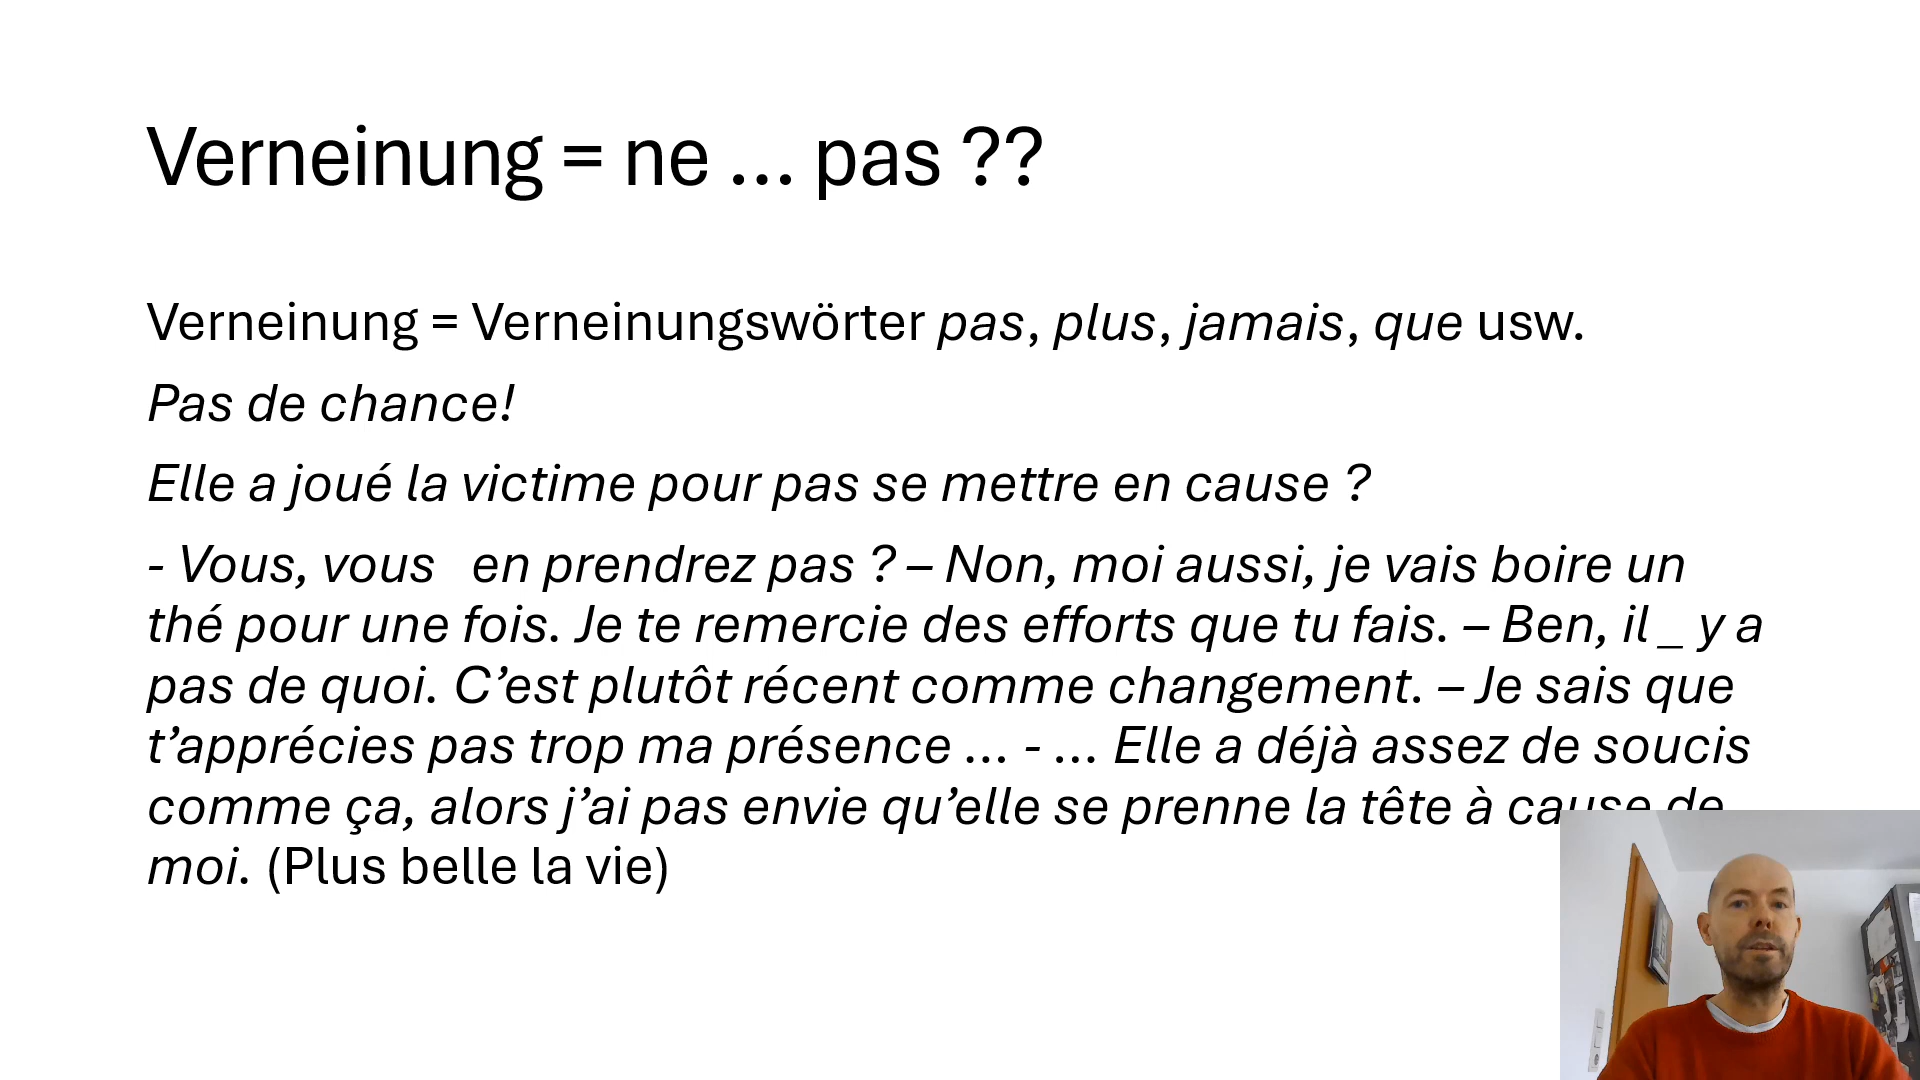 Verneinung = ne … pas ??
Verneinung = Verneinungswörter pas, plus, jamais, que usw.
Pas de chance!
Elle a joué la victime pour pas se mettre en cause ?
- Vous, vous   en prendrez pas ? – Non, moi aussi, je vais boire un
thé pour une fois. Je te remercie des efforts que tu fais. – Ben, il _ y a
pas de quoi. C’est plutôt récent comme changement. – Je sais que
t’apprécies pas trop ma présence … - … Elle a déjà assez de soucis
comme ça, alors j’ai pas envie qu’elle se prenne la tête à cause de
moi. (Plus belle la vie)